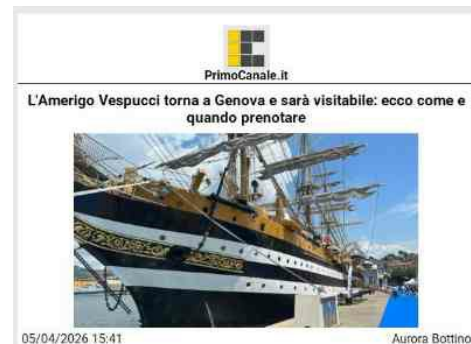 PrimoCanale.it
L'Amerigo Vespucci torna a Genova e sarà visitabile: ecco come e
quando prenotare
05/04/2026 15:41
Aurora Bottino